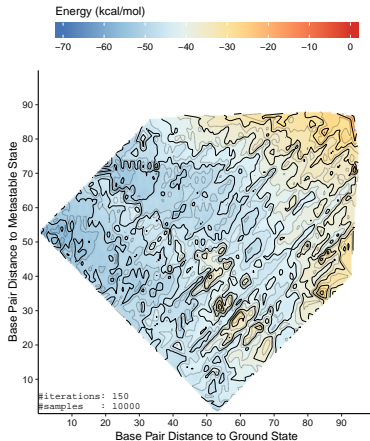 Energy (kcal/mol)
−70 −60 −50 −40 −30 −20 −10 0
Base Pair Distance to Metastable State
90
80
70
60
50
40
30
20
10
#iterations: 150
#samples   : 10000
10 20 30 40 50 60 70 80 90
Base Pair Distance to Ground State